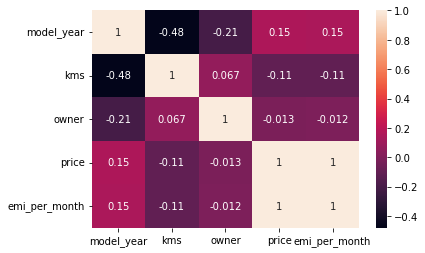 model_year 1 -0.48 -0.21 0.15 0.15
kms -0.48 1 0.067 -0.11 -0.11
owner -0.21 0.067 1 -0.013 -0.012
price 0.15 -0.11 -0.013 1 1
emi_per_month 0.15 -0.11 -0.012 1 1
model_year kms owner price emi_per_month
1.0
0.8
0.6
0.4
0.2
0.0
−0.2
−0.4